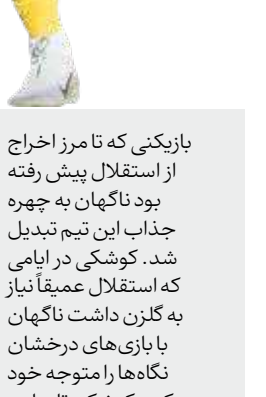 بازیکنی که تا مرز اخراج
از استقلال پیش رفته
بود ناگهان به چهره
جذاب این تیم تبدیل
شد. کوشکی در ایامی
که استقلال عمیقاً نیاز
به گلزن داشت ناگهان
با بازی‌های درخشان
نگاه‌ها را متوجه خود